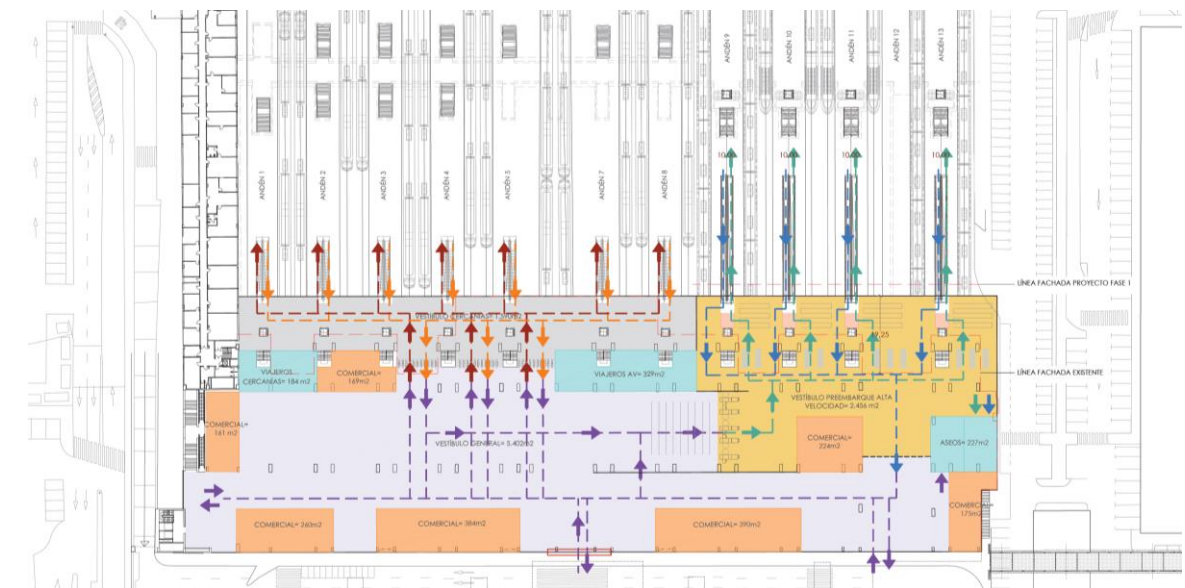 ANDÉN 9
ANDÉN 10
ANDÉN 11
ANDÉN 12
ANDÉN 13
ANDÉN 1
ANDÉN 2
ANDÉN 3
ANDÉN 4
ANDÉN 5
ANDÉN 7
ANDÉN 8
LÍNEA FACHADA PROYECTO FASE 1
VIAJEROS
CERCANÍAS= 184 m2
COMERCIAL=
169m2
VIAJEROS AV= 329m2
LÍNEA FACHADA EXISTENTE
VESTÍBULO PREEMBARQUE ALTA
VELOCIDAD= 2.456 m2
COMERCIAL=
161 m2
VESTÍBULO GENERAL= 5.402m2
COMERCIAL=
224m2
ASEOS= 227m2
COMERCIAL=
175m2
COMERCIAL= 260m2
COMERCIAL= 384m2
COMERCIAL= 390m2